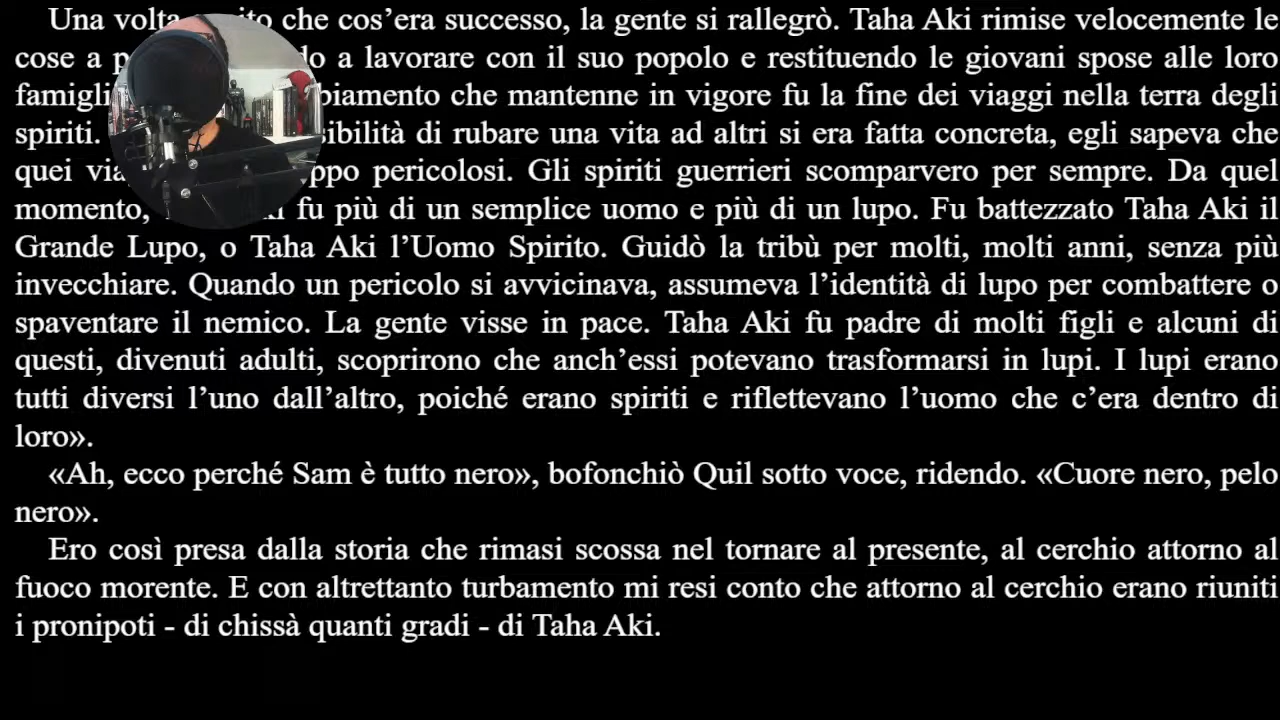 Una volta che cos’era successo, la gente si rallegrò. Taha Aki rimise velocemente le
cose a a lavorare con il suo popolo e restituendo le giovani spose alle loro
che mantenne in vigore fu la fine dei viaggi nella terra degli
spiriti. di rubare una vita ad altri si era fatta concreta, egli sapeva che
quei pericolosi. Gli spiriti guerrieri scomparvero per sempre. Da quel
momento, fu più di un semplice uomo e più di un lupo. Fu battezzato Taha Aki il
Grande Lupo, o Taha Aki l’Uomo Spirito. Guidò la tribù per molti, molti anni, senza più
invecchiare. Quando un pericolo si avvicinava, assumeva l’identità di lupo per combattere o
spaventare il nemico. La gente visse in pace. Taha Aki fu padre di molti figli e alcuni di
questi, divenuti adulti, scoprirono che anch’essi potevano trasformarsi in lupi. I lupi erano
tutti diversi l’uno dall’altro, poiché erano spiriti e riflettevano l’uomo che c’era dentro di
loro».
«Ah, ecco perché Sam è tutto nero», bofonchiò Quil sotto voce, ridendo. «Cuore nero, pelo
nero».
Ero così presa dalla storia che rimasi scossa nel tornare al presente, al cerchio attorno al
fuoco morente. E con altrettanto turbamento mi resi conto che attorno al cerchio erano riuniti
i pronipoti - di chissà quanti gradi - di Taha Aki.